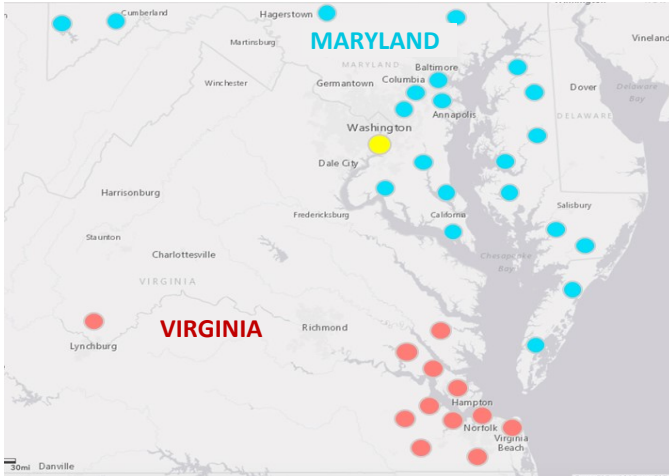 Cumberland
Hagerstown
Wilmington
MARYLAND
Martinsburg
Vineland
MARYLAND
Baltimore
Winchester
Germantown
Columbia
Dover
Delaware
Bay
Annapolis
DELAWARE
Washington
Dale City
Harrisonburg
Salisbury
Fredericksburg
California
Staunton
Charlottesville
Chesapeake
Bay
VIRGINIA
VIRGINIA
Richmond
Lynchburg
Hampton
Norfolk
Virginia
Beach
30mi
Danville